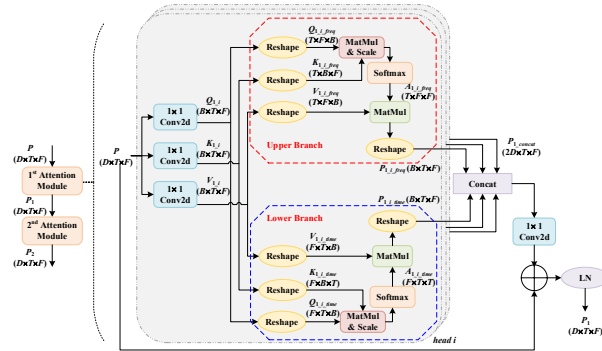 P
(D×T×F)
1st Attention
Module
P1
(D×T×F)
2nd Attention
Module
P2
(D×T×F)
P
(D×T×F)
1×1
Conv2d
1×1
Conv2d
1×1
Conv2d
Q1_i
(B×T×F)
K1_i
(B×T×F)
V1_i
(B×T×F)
Reshape
Q1_i_freq
(T×F×B)
MatMul
& Scale
Reshape
K1_i_freq
(T×B×F)
Softmax
Reshape
V1_i_freq
(T×F×B)
A1_i_freq
(T×F×F)
MatMul
Upper Branch
Reshape
P1_i_freq (B×T×F)
P1_i_time (B×T×F)
Lower Branch
Reshape
Reshape
V1_i_time
(F×T×B)
MatMul
Reshape
K1_i_time
(F×B×T)
A1_i_time
(F×T×T)
Softmax
Reshape
Q1_i_time
(F×T×B)
MatMul
& Scale
head i
P1_concat
(2D×T×F)
Concat
1×1
Conv2d
LN
P1
(D×T×F)